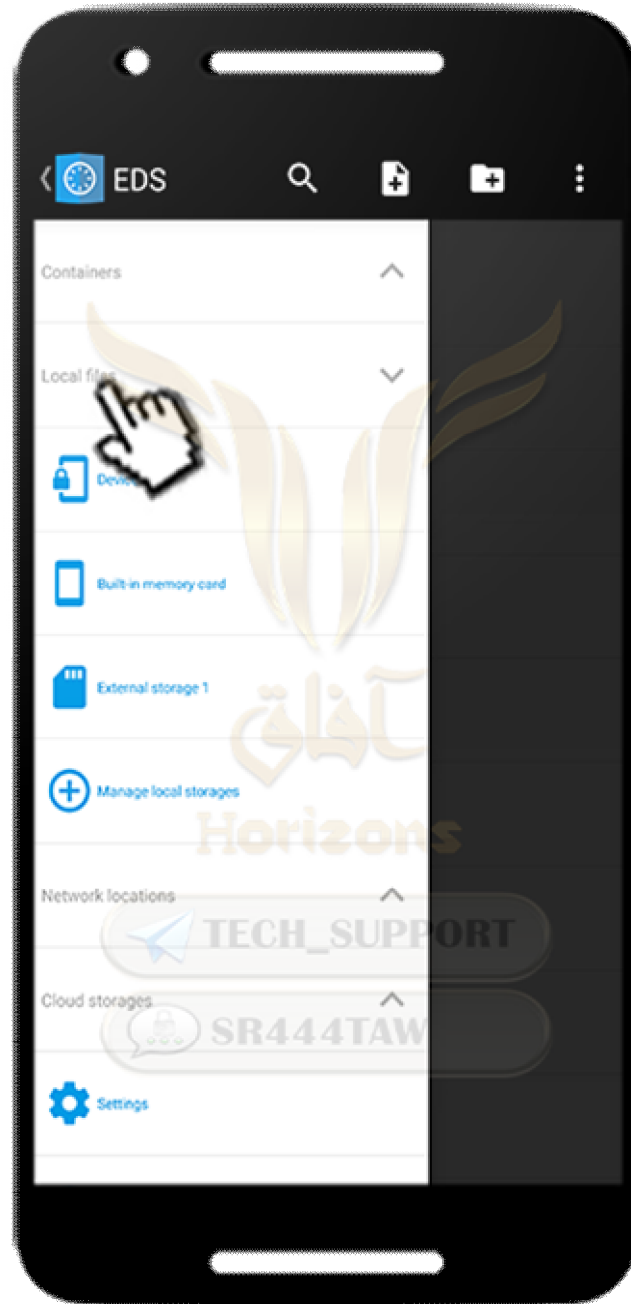 EDS
Containers
Local files
Built-in memory card
External storage 1
آفاق
Manage local storages
Horizons
Network locations
TECH_SUPPORT
Cloud storages
SR444TAW
Settings